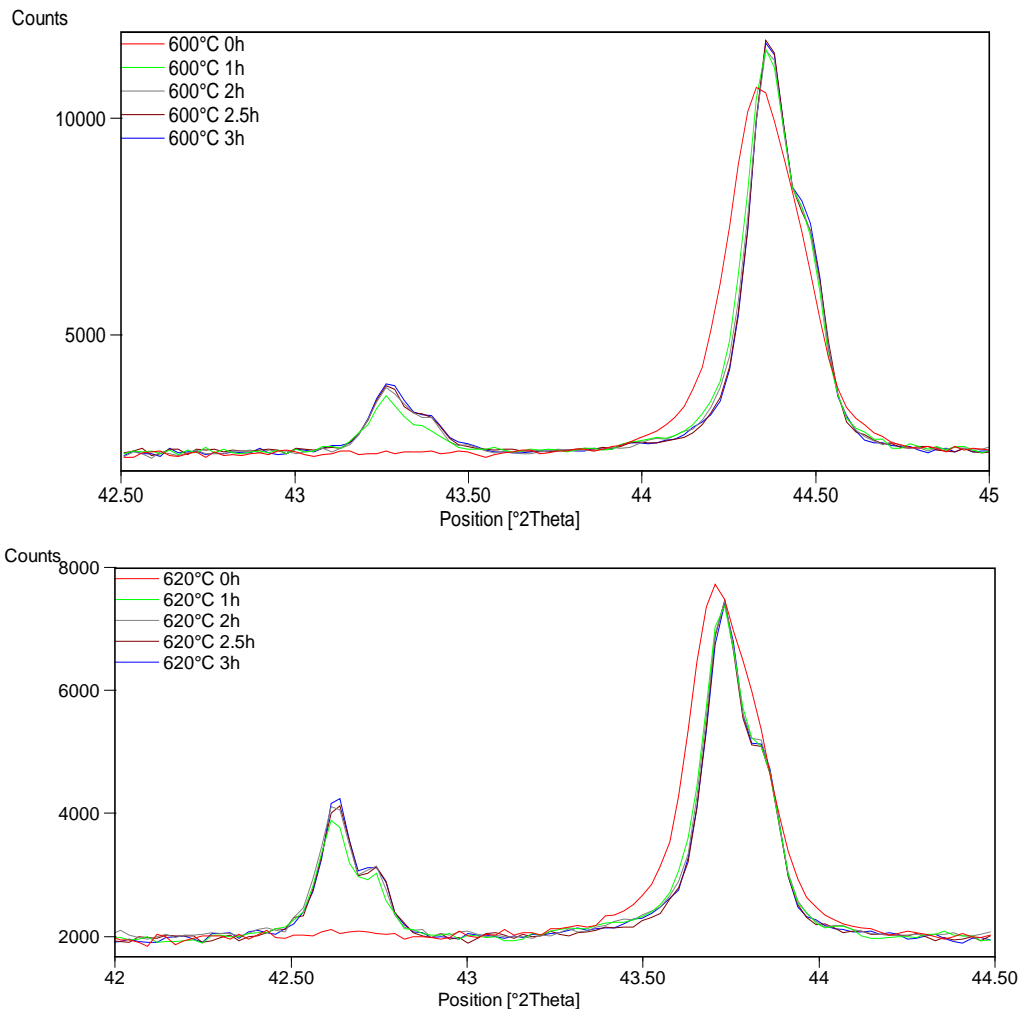 Counts
600°C 0h
600°C 1h
600°C 2h
600°C 2.5h
600°C 3h
10000
5000
42.50 43 43.50 44 44.50 45
Position [°2Theta]
Counts
8000
620°C 0h
620°C 1h
620°C 2h
620°C 2.5h
620°C 3h
6000
4000
2000
42 42.50 43 43.50 44 44.50
Position [°2Theta]